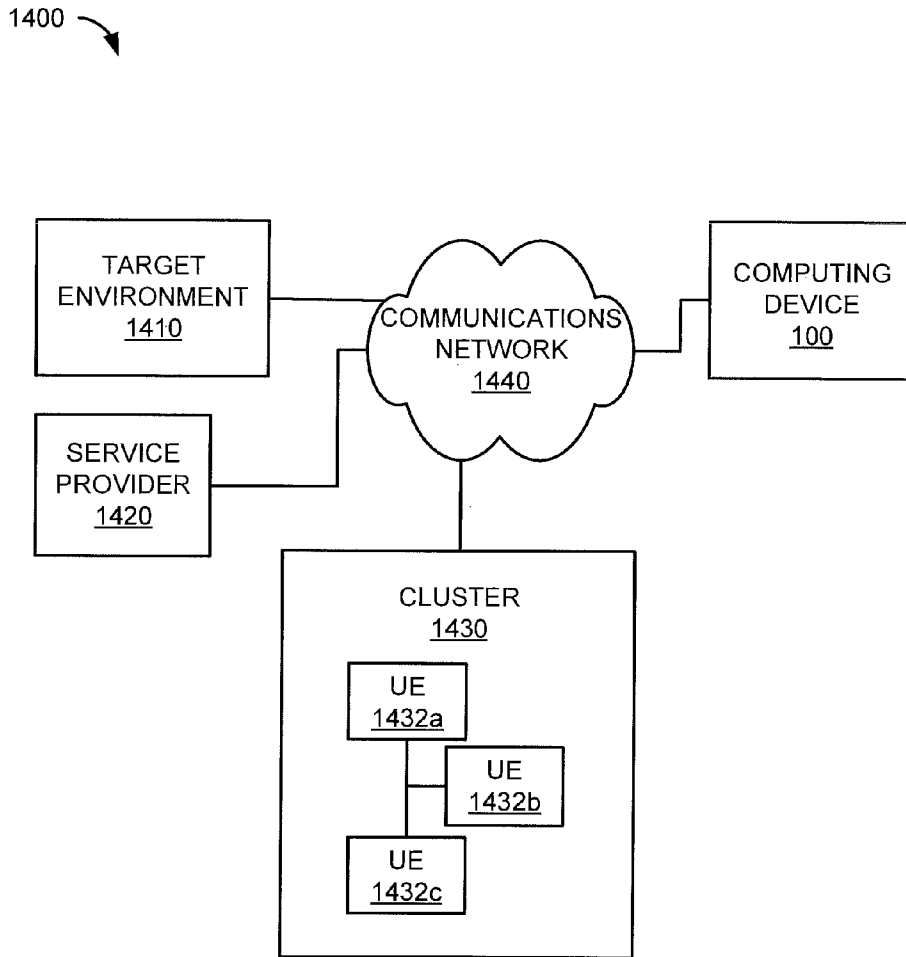 1400
TARGET
ENVIRONMENT
1410
COMMUNICATIONS
NETWORK
1440
COMPUTING
DEVICE
100
SERVICE
PROVIDER
1420
CLUSTER
1430
UE
1432a
UE
1432b
UE
1432c